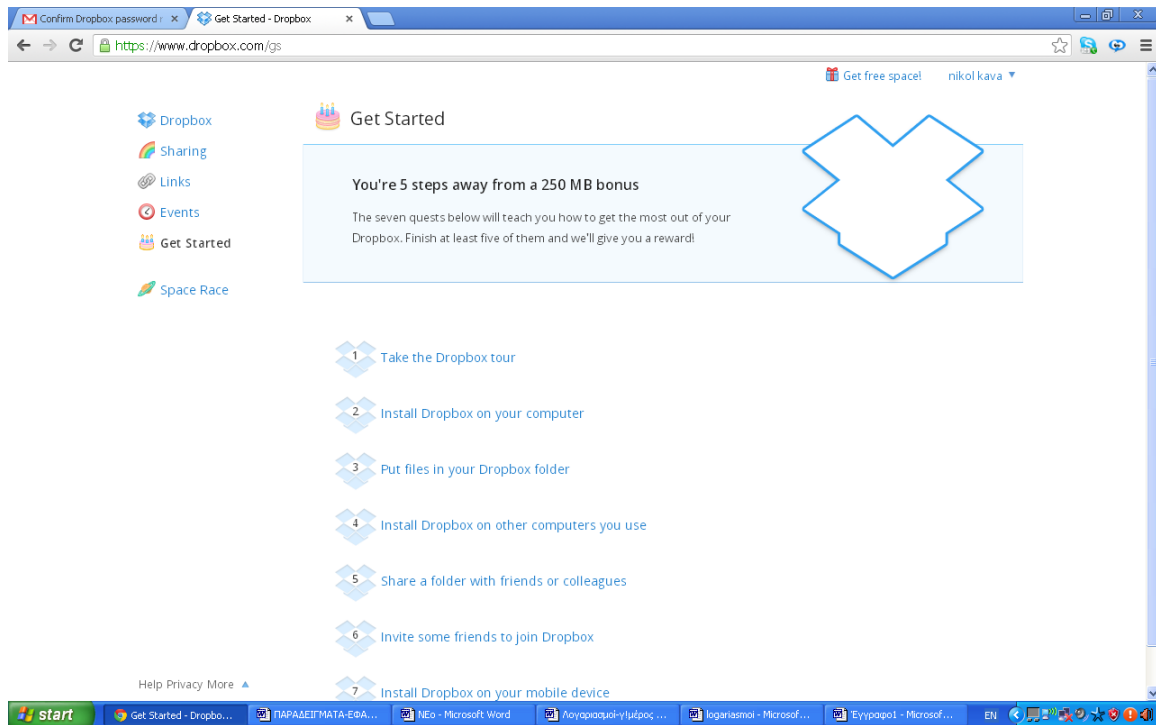 Confirm Dropbox password r
Get Started - Dropbox
https://www.dropbox.com/gs
Get free space!
nikol kava
Dropbox
Sharing
Links
Events
Get Started
Space Race
Get Started
You're 5 steps away from a 250 MB bonus
The seven quests below will teach you how to get the most out of your
Dropbox. Finish at least five of them and we'll give you a reward!
1 Take the Dropbox tour
2 Install Dropbox on your computer
3 Put files in your Dropbox folder
4 Install Dropbox on other computers you use
5 Share a folder with friends or colleagues
6 Invite some friends to join Dropbox
7 Install Dropbox on your mobile device
Help Privacy More
start
Get Started - Dropbo...
ΠΑΡΑΔΕΙΓΜΑΤΑ-ΕΦΑ...
ΝΕο - Microsoft Word
Λογαριασμοί-γ!μέρος ...
logariasmoi - Microsof...
Έγγραφο1 - Microsof...
EN